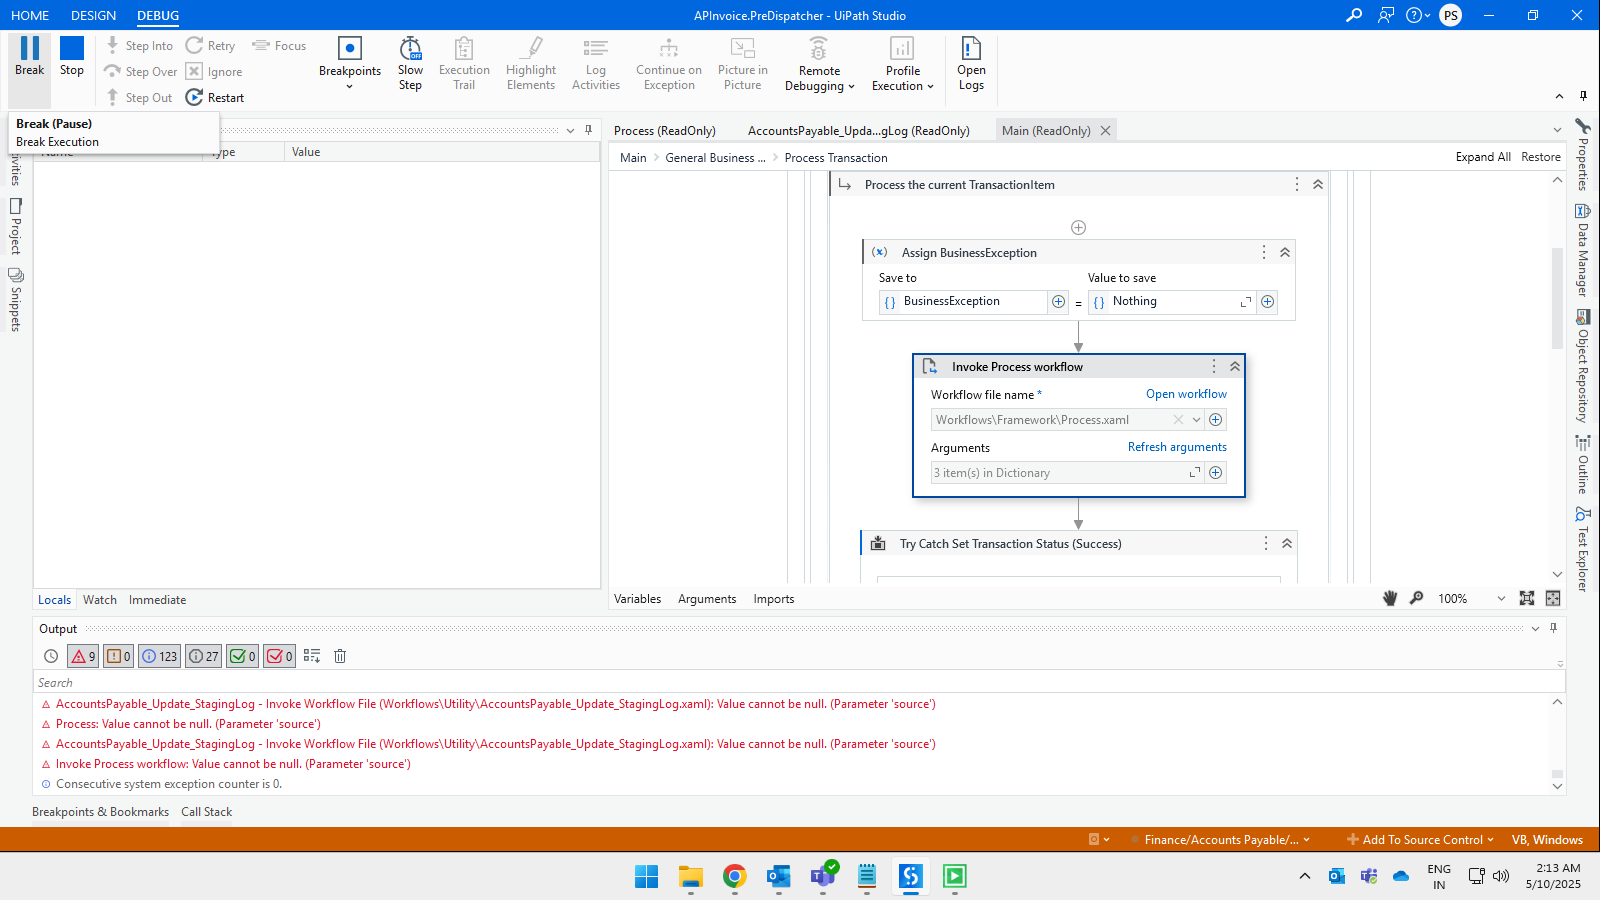 HOME DESIGN DEBUG APInvoice.PreDispatcher - UiPath Studio PS
Break
Stop
Step Into
Step Over
Step Out
Retry
Ignore
Restart
Focus
Breakpoints
Slow Step
Execution Trail
Highlight Elements
Log Activities
Continue on Exception
Picture in Picture
Remote Debugging
Profile Execution
Open Logs
Break (Pause)
Break Execution
Type Value
Project
Snippets
Locals Watch Immediate
Process (ReadOnly) AccountsPayable_Upda...gLog (ReadOnly) Main (ReadOnly)
Main General Business ... Process Transaction Expand All Restore
Process the current TransactionItem
Assign BusinessException
Save to Value to save
BusinessException = Nothing
Invoke Process workflow
Workflow file name * Open workflow
Workflows\Framework\Process.xaml
Arguments Refresh arguments
3 item(s) in Dictionary
Try Catch Set Transaction Status (Success)
Variables Arguments Imports 100%
Properties
Data Manager
Object Repository
Outline
Test Explorer
Output
9 0 123 27 0 0
Search
AccountsPayable_Update_StagingLog - Invoke Workflow File (Workflows\Utility\AccountsPayable_Update_StagingLog.xaml): Value cannot be null. (Parameter 'source')
Process: Value cannot be null. (Parameter 'source')
AccountsPayable_Update_StagingLog - Invoke Workflow File (Workflows\Utility\AccountsPayable_Update_StagingLog.xaml): Value cannot be null. (Parameter 'source')
Invoke Process workflow: Value cannot be null. (Parameter 'source')
Consecutive system exception counter is 0.
Breakpoints & Bookmarks Call Stack
Finance/Accounts Payable/... Add To Source Control VB, Windows
ENG
IN
2:13 AM
5/10/2025